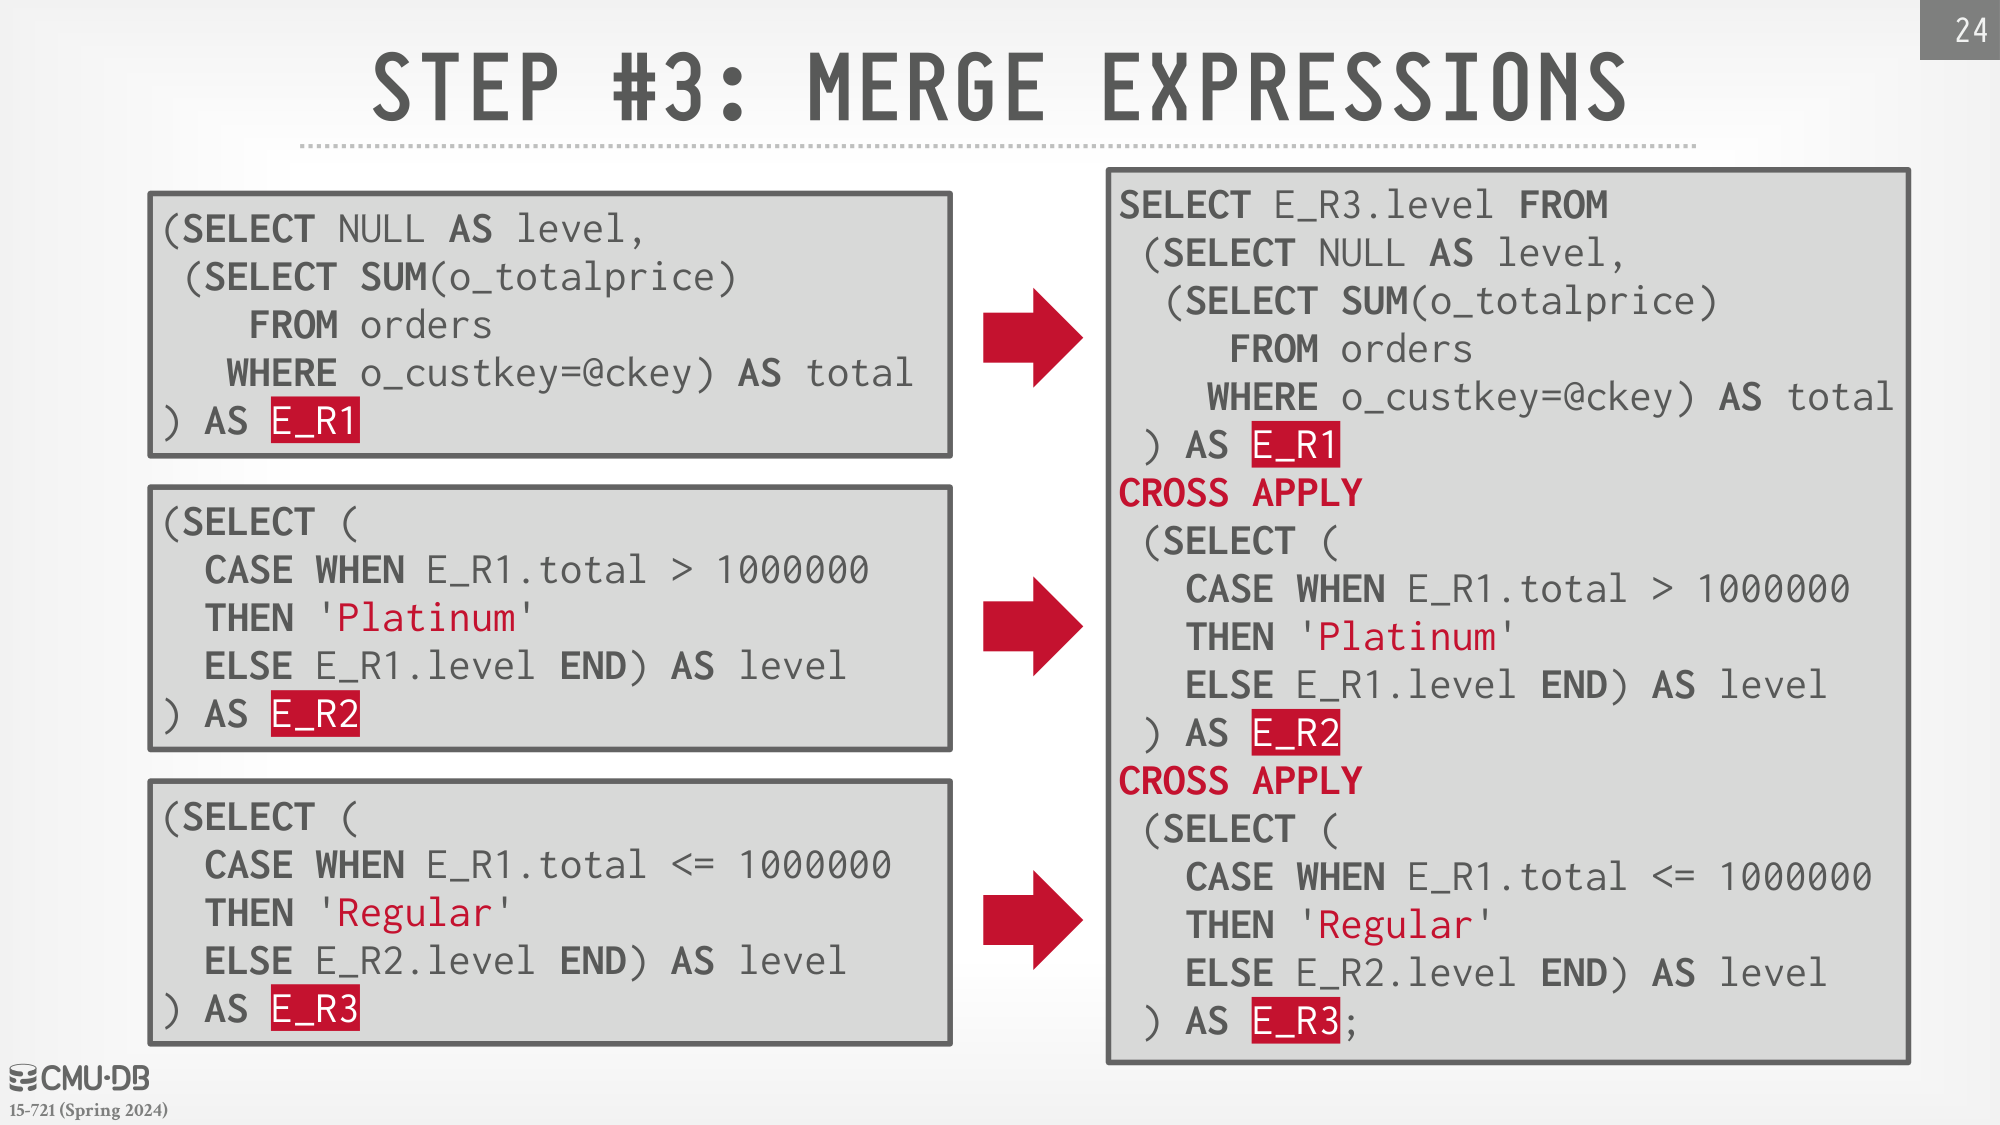 24
STEP #3: MERGE EXPRESSIONS
(SELECT NULL AS level,
(SELECT SUM(o_totalprice)
FROM orders
WHERE o_custkey=@ckey) AS total
) AS E_R1
(SELECT (
CASE WHEN E_R1.total > 1000000
THEN 'Platinum'
ELSE E_R1.level END) AS level
) AS E_R2
(SELECT (
CASE WHEN E_R1.total <= 1000000
THEN 'Regular'
ELSE E_R2.level END) AS level
) AS E_R3
SELECT E_R3.level FROM
(SELECT NULL AS level,
(SELECT SUM(o_totalprice)
FROM orders
WHERE o_custkey=@ckey) AS total
) AS E_R1
CROSS APPLY
(SELECT (
CASE WHEN E_R1.total > 1000000
THEN 'Platinum'
ELSE E_R1.level END) AS level
) AS E_R2
CROSS APPLY
(SELECT (
CASE WHEN E_R1.total <= 1000000
THEN 'Regular'
ELSE E_R2.level END) AS level
) AS E_R3;
CMU·DB
15-721 (Spring 2024)